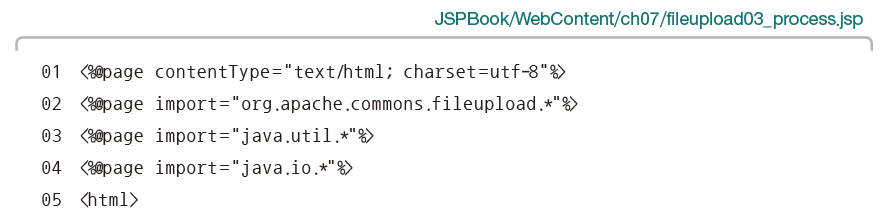 JSPBook/WebContent/ch07/fileupload03_process.jsp
01 <%@page contentType="text/html; charset=utf-8"%>
02 <%@page import="org.apache.commons.fileupload.*"%>
03 <%@page import="java.util.*"%>
04 <%@page import="java.io.*"%>
05 <html>